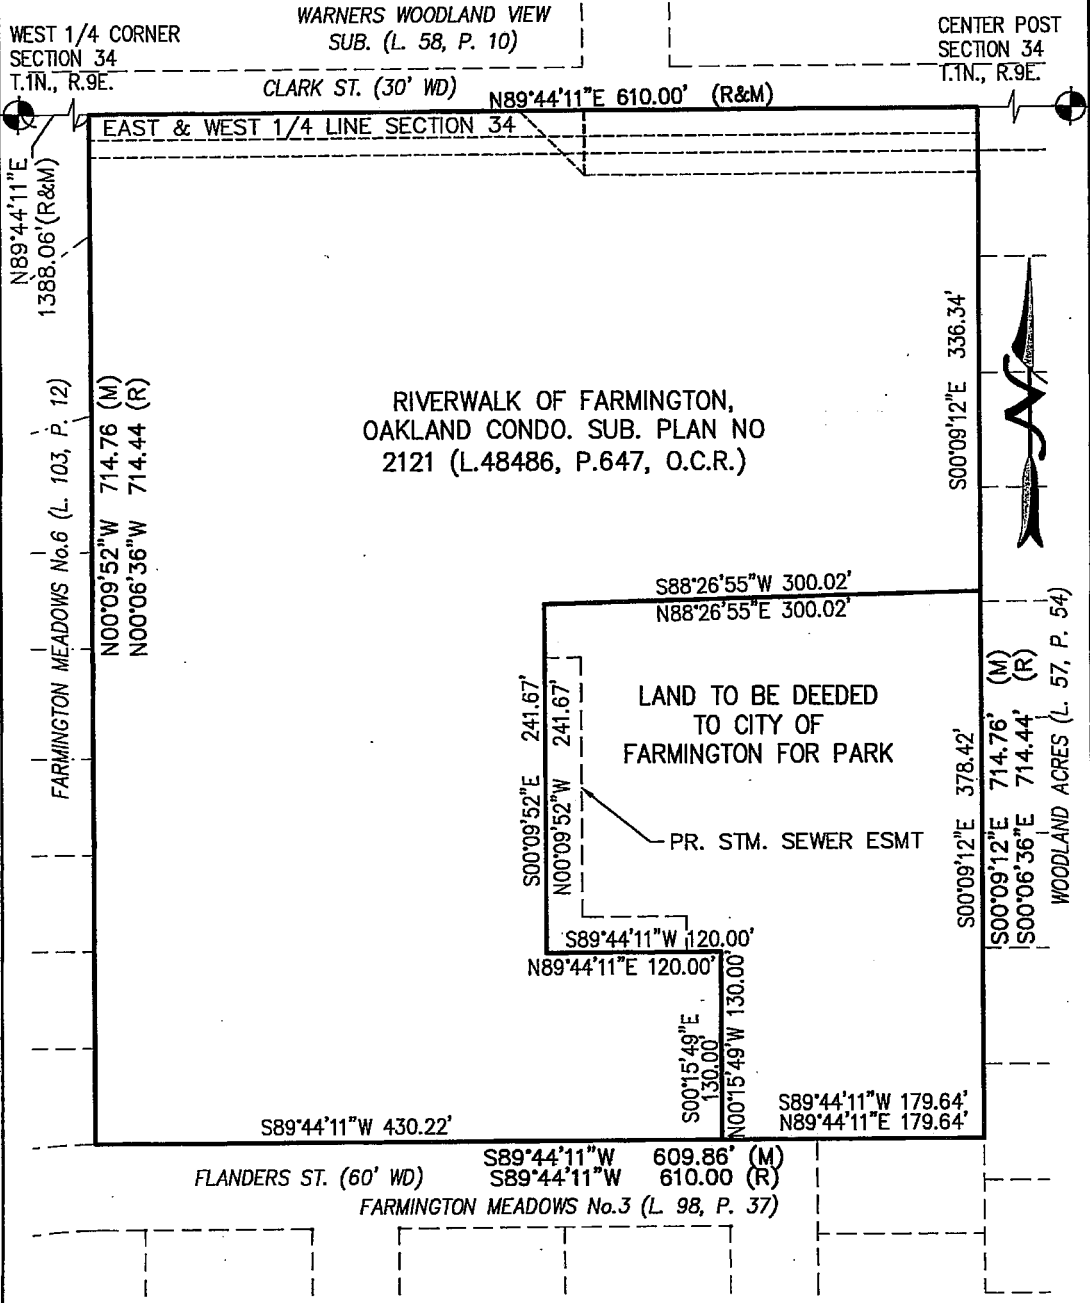 WARNERS WOODLAND VIEW
SUB. (L. 58, P. 10)
WEST 1/4 CORNER
SECTION 34
T.1N., R.9E.
CENTER POST
SECTION 34
T.1N., R.9E.
CLARK ST. (30' WD)
N89°44'11"E 610.00' (R&M)
EAST & WEST 1/4 LINE SECTION 34
N89°44'11"E
1388.06'(R&M)
S00°09'12"E 336.34'
N
RIVERWALK OF FARMINGTON,
OAKLAND CONDO. SUB. PLAN NO
2121 (L.48486, P.647, O.C.R.)
FARMINGTON MEADOWS No.6 (L. 103, P. 12)
N00°09'52"W 714.76 (M)
N00°06'36"W 714.44 (R)
S88°26'55"W 300.02'
N88°26'55"E 300.02'
S00°09'52"E 241.67'
N00°09'52"W 241.67'
LAND TO BE DEEDED
TO CITY OF
FARMINGTON FOR PARK
PR. STM. SEWER ESMT
S00°09'12"E 378.42'
S00°09'12"E 714.76' (M)
S00°06'36"E 714.44' (R)
WOODLAND ACRES (L. 57, P. 54)
S89°44'11"W 120.00'
N89°44'11"E 120.00'
S00°15'49"E
130.00'
N00°15'49'W 130.00'
S89°44'11"W 179.64'
N89°44'11"E 179.64'
S89°44'11"W 430.22'
S89°44'11"W 609.86' (M)
S89°44'11"W 610.00 (R)
FLANDERS ST. (60' WD)
FARMINGTON MEADOWS No.3 (L. 98, P. 37)